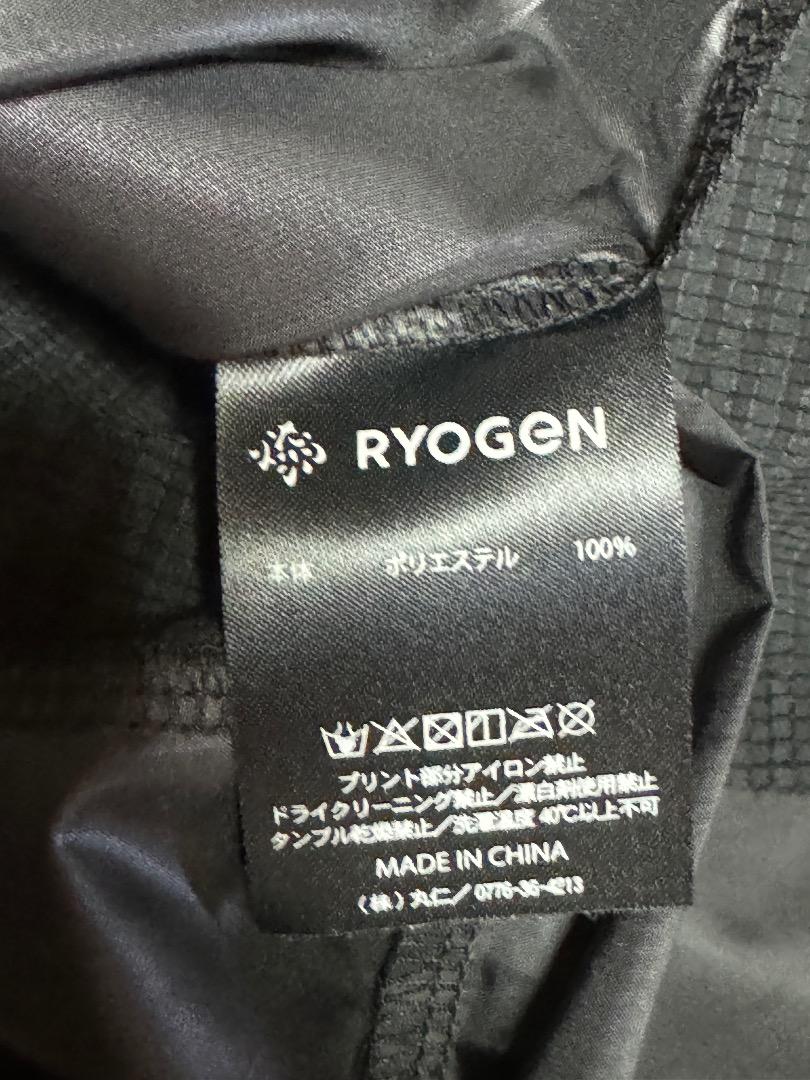 RYOGEN
本体 ポリエステル 100%
プリント部分アイロン禁止
ドライクリーニング禁止／漂白剤使用禁止
タンブル乾燥禁止／洗濯温度 40℃以上不可
MADE IN CHINA
（株）丸仁／0776-36-4213